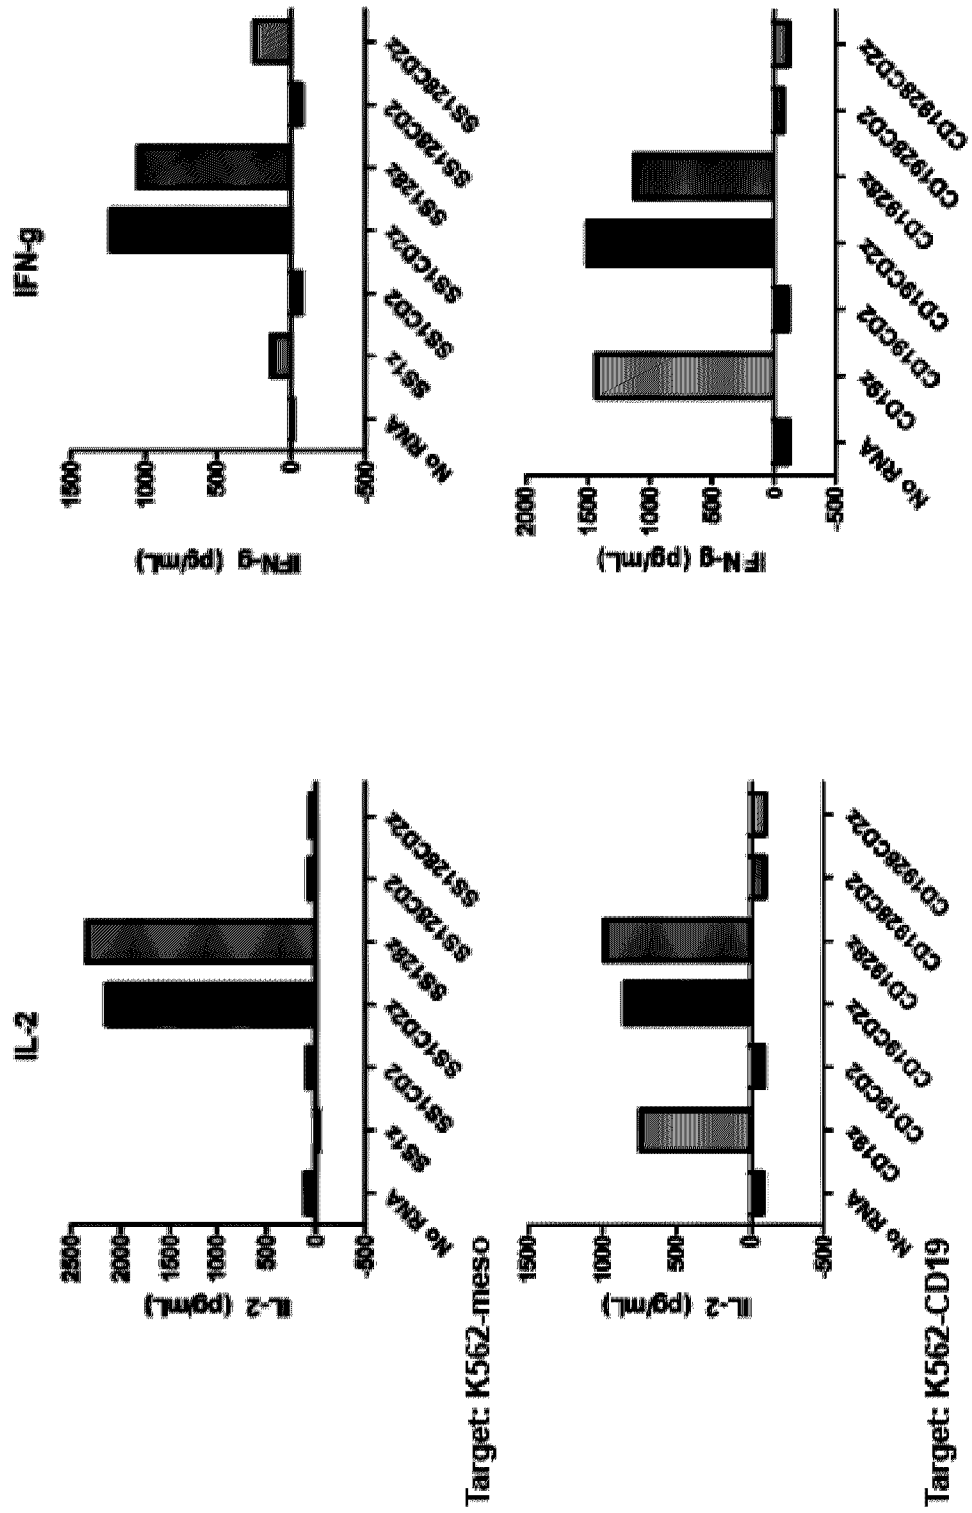 IL-2
IFN-g
IL-2 (pg/mL)
2500
2000
1500
1000
500
0
-500
No RNA
SS1z
SS1CD2
SS1CD2z
SS128z
SS128CD2
SS128CD2z
IFN-g (pg/mL)
1500
1000
500
0
-500
No RNA
SS1z
SS1CD2
SS1CD2z
SS128z
SS128CD2
SS128CD2z
Target: K562-meso
IL-2 (pg/mL)
1500
1000
500
0
-500
No RNA
CD19z
CD19CD2
CD19CD2z
CD1928z
CD1928CD2
CD1928CD2z
IFN-g (pg/mL)
2000
1500
1000
500
0
-500
No RNA
CD19z
CD19CD2
CD19CD2z
CD1928z
CD1928CD2
CD1928CD2z
Target: K562-CD19